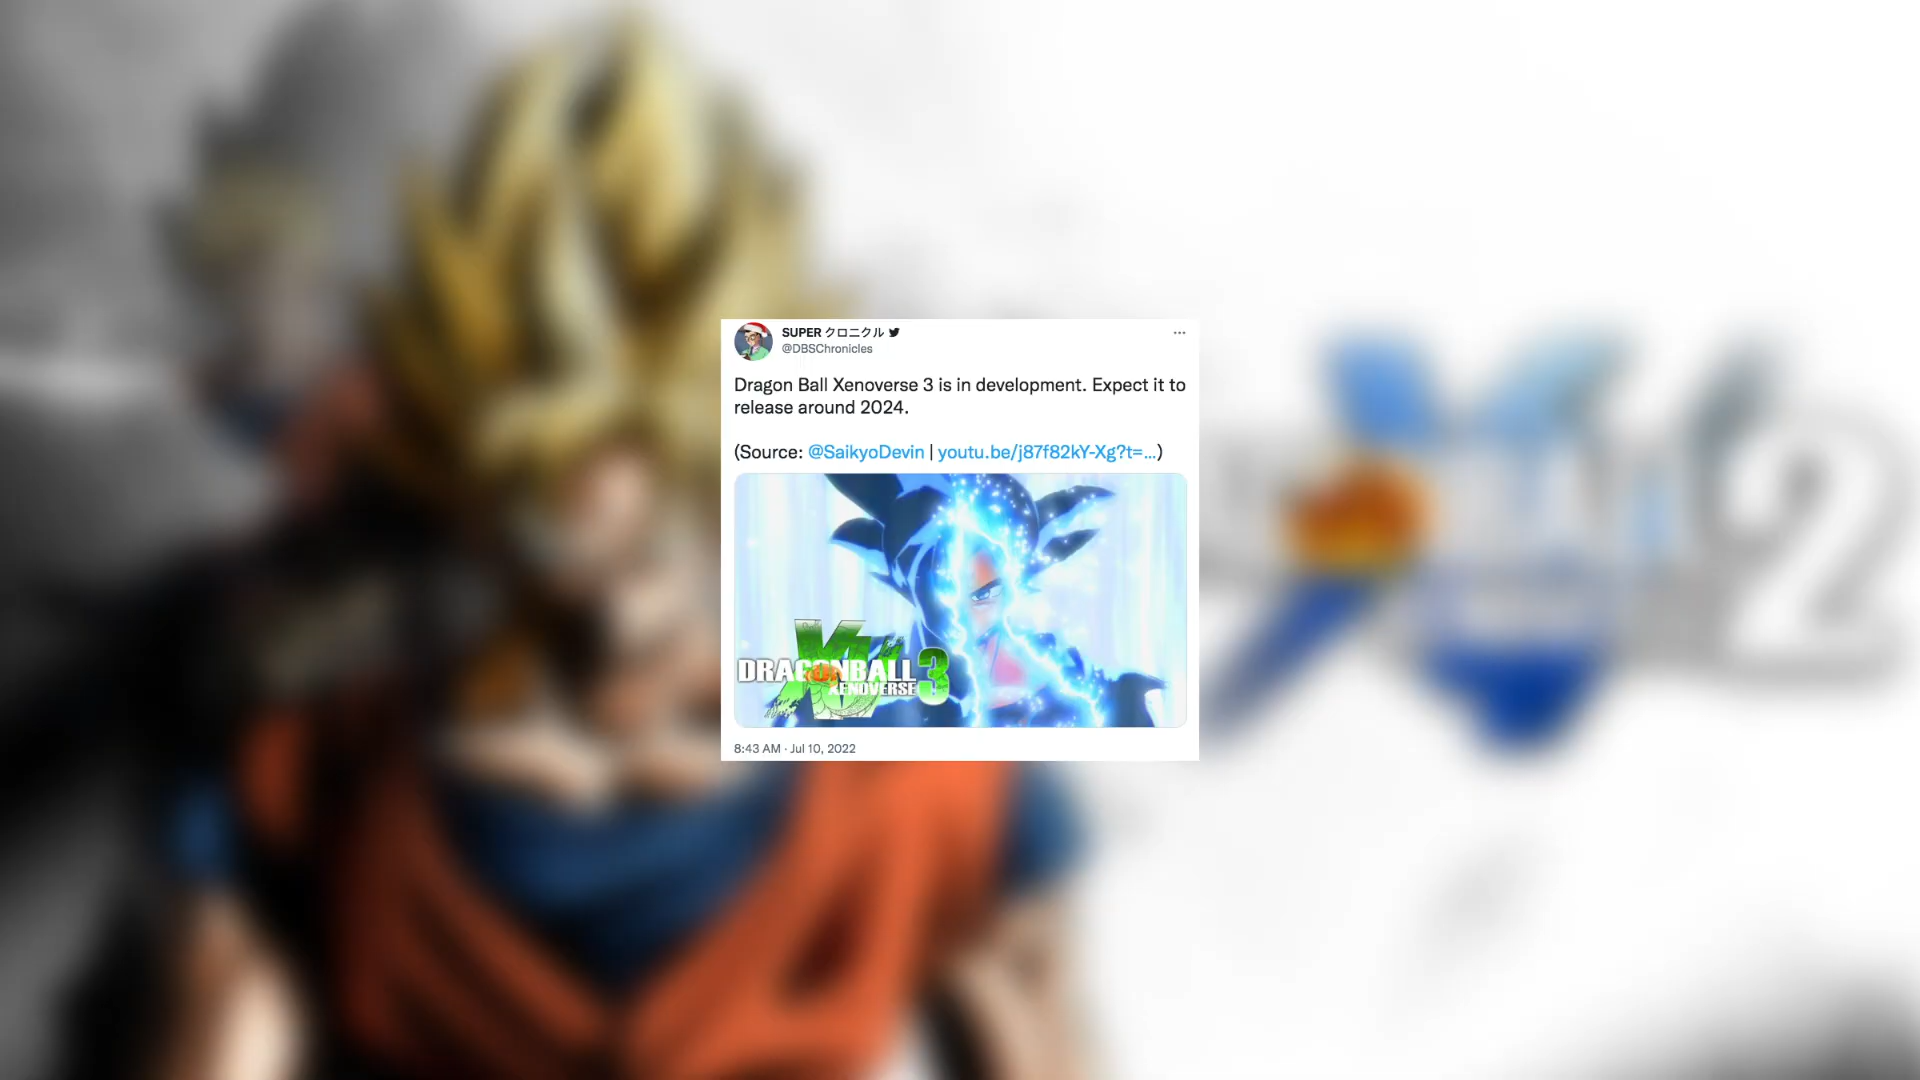 SUPER クロニクル
@DBSChronicles
Dragon Ball Xenoverse 3 is in development. Expect it to
release around 2024.
(Source: @SaikyoDevin | youtu.be/j87f82kY-Xg?t=...)
DRAGONBALL 3
XENOVERSE
8:43 AM · Jul 10, 2022
2